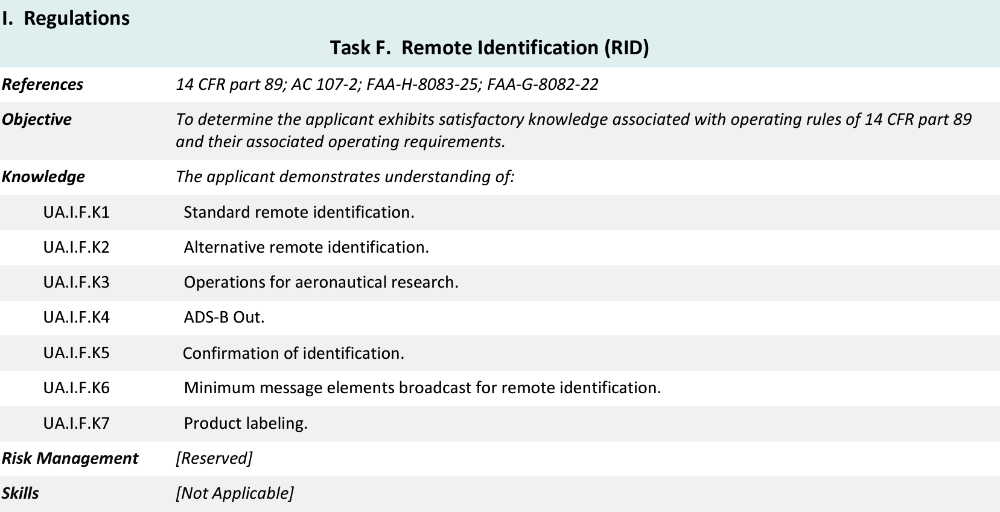 I. Regulations
Task F. Remote Identification (RID)
References 14 CFR part 89; AC 107-2; FAA-H-8083-25; FAA-G-8082-22
Objective To determine the applicant exhibits satisfactory knowledge associated with operating rules of 14 CFR part 89
and their associated operating requirements.
Knowledge The applicant demonstrates understanding of:
UA.I.F.K1 Standard remote identification.
UA.I.F.K2 Alternative remote identification.
UA.I.F.K3 Operations for aeronautical research.
UA.I.F.K4 ADS-B Out.
UA.I.F.K5 Confirmation of identification.
UA.I.F.K6 Minimum message elements broadcast for remote identification.
UA.I.F.K7 Product labeling.
Risk Management [Reserved]
Skills [Not Applicable]